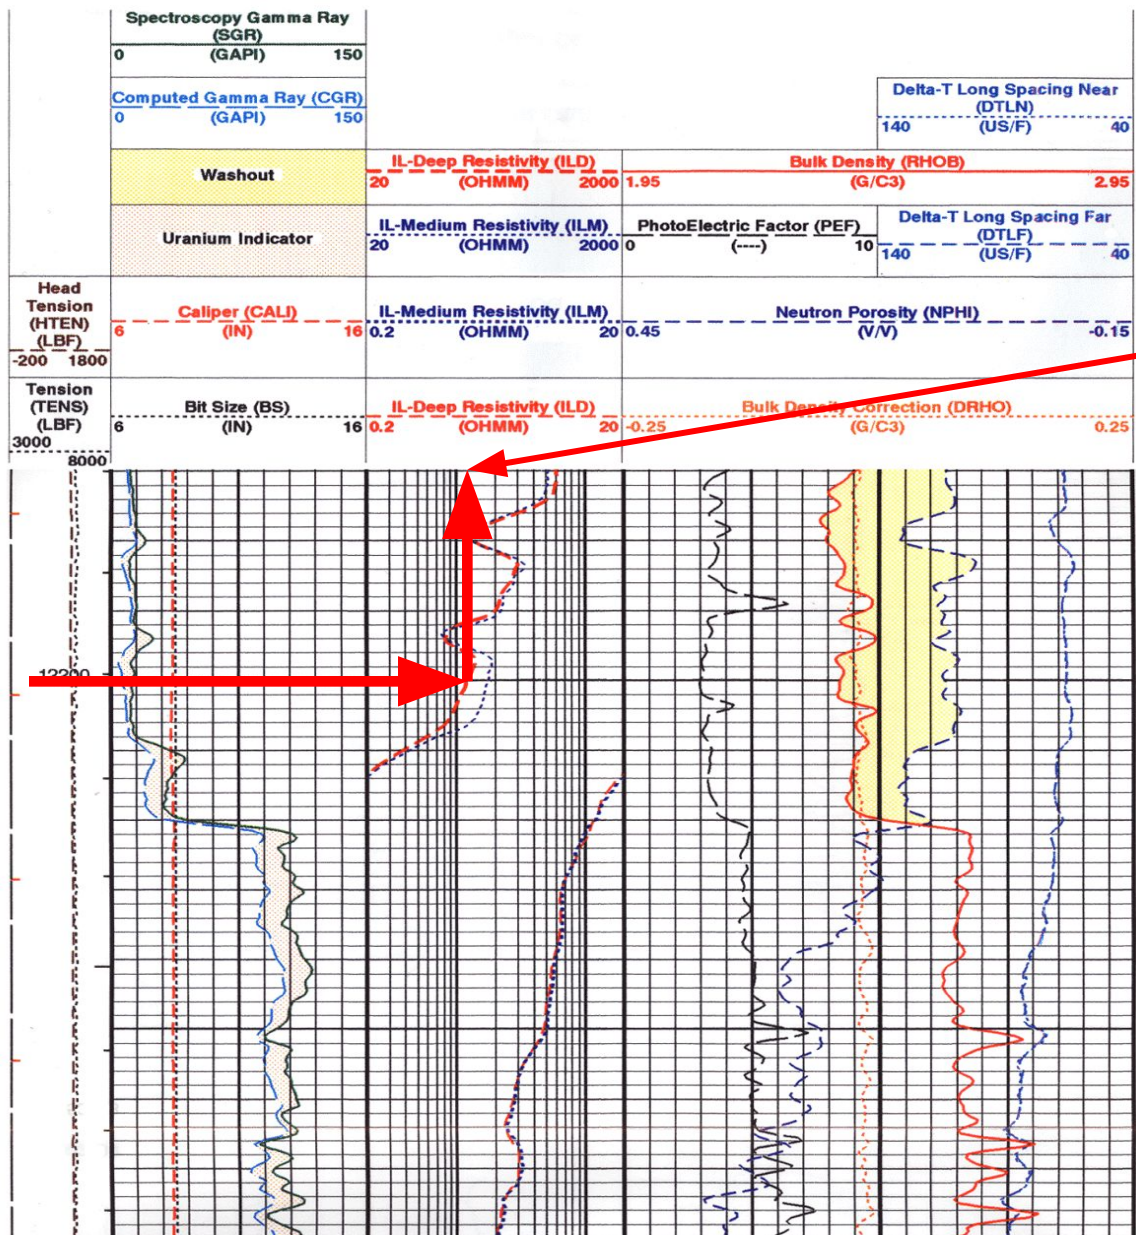 Spectroscopy Gamma Ray
(SGR)
0 (GAPI) 150
Computed Gamma Ray (CGR)
0 (GAPI) 150
Delta-T Long Spacing Near
(DTLN)
140 (US/F) 40
Washout
IL-Deep Resistivity (ILD)
20 (OHMM) 2000
Bulk Density (RHOB)
1.95 (G/C3) 2.95
Uranium Indicator
IL-Medium Resistivity (ILM)
20 (OHMM) 2000
PhotoElectric Factor (PEF)
0 (----) 10
Delta-T Long Spacing Far
(DTLF)
140 (US/F) 40
Head
Tension
(HTEN)
(LBF)
-200 1800
Caliper (CALI)
6 (IN) 16
IL-Medium Resistivity (ILM)
0.2 (OHMM) 20
Neutron Porosity (NPHI)
0.45 (V/V) -0.15
Tension
(TENS)
(LBF)
3000
8000
Bit Size (BS)
6 (IN) 16
IL-Deep Resistivity (ILD)
0.2 (OHMM) 20
Bulk Density Correction (DRHO)
-0.25 (G/C3) 0.25
12200